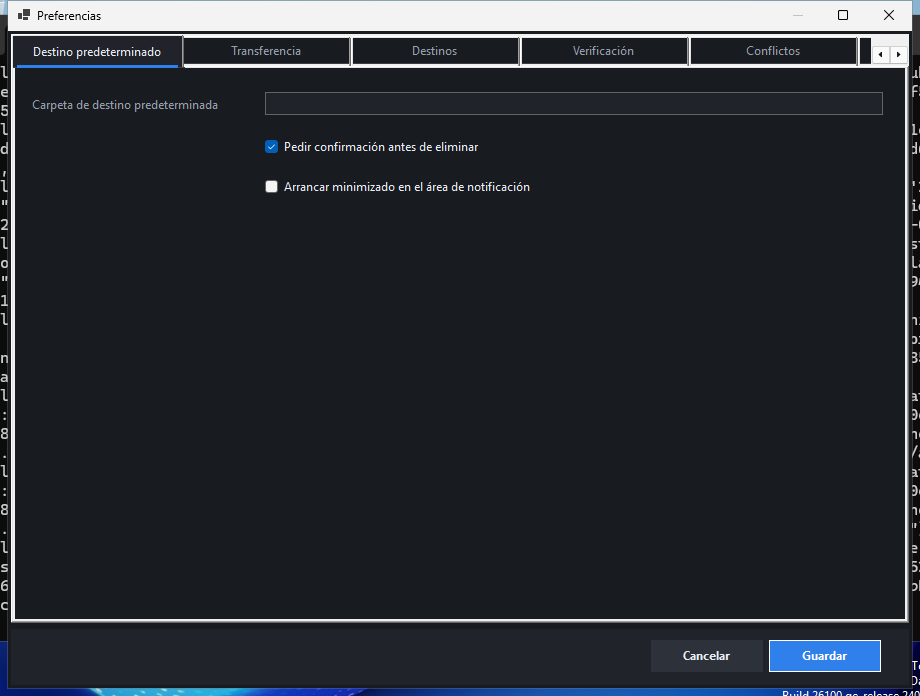 Preferencias
Destino predeterminado
Transferencia
Destinos
Verificación
Conflictos
Carpeta de destino predeterminada
Pedir confirmación antes de eliminar
Arrancar minimizado en el área de notificación
Cancelar
Guardar